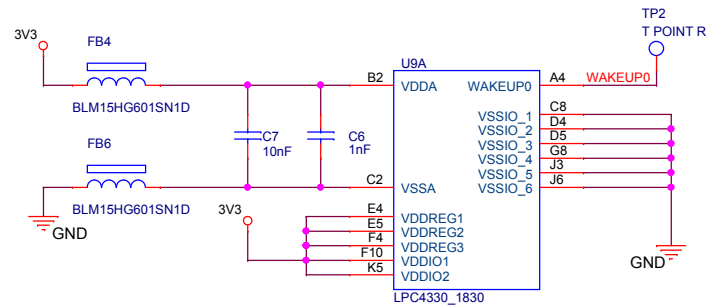 TP2
T POINT R
3V3
FB4
BLM15HG601SN1D
U9A
B2 VDDA
WAKEUP0 A4 WAKEUP0
C8 VSSIO_1
D4 VSSIO_2
D5 VSSIO_3
G8 VSSIO_4
J3 VSSIO_5
J6 VSSIO_6
C7
10nF
C6
1nF
FB6
BLM15HG601SN1D
C2 VSSA
GND
3V3
E4 VDDREG1
E5 VDDREG2
F4 VDDREG3
F10 VDDIO1
K5 VDDIO2
GND
LPC4330_1830